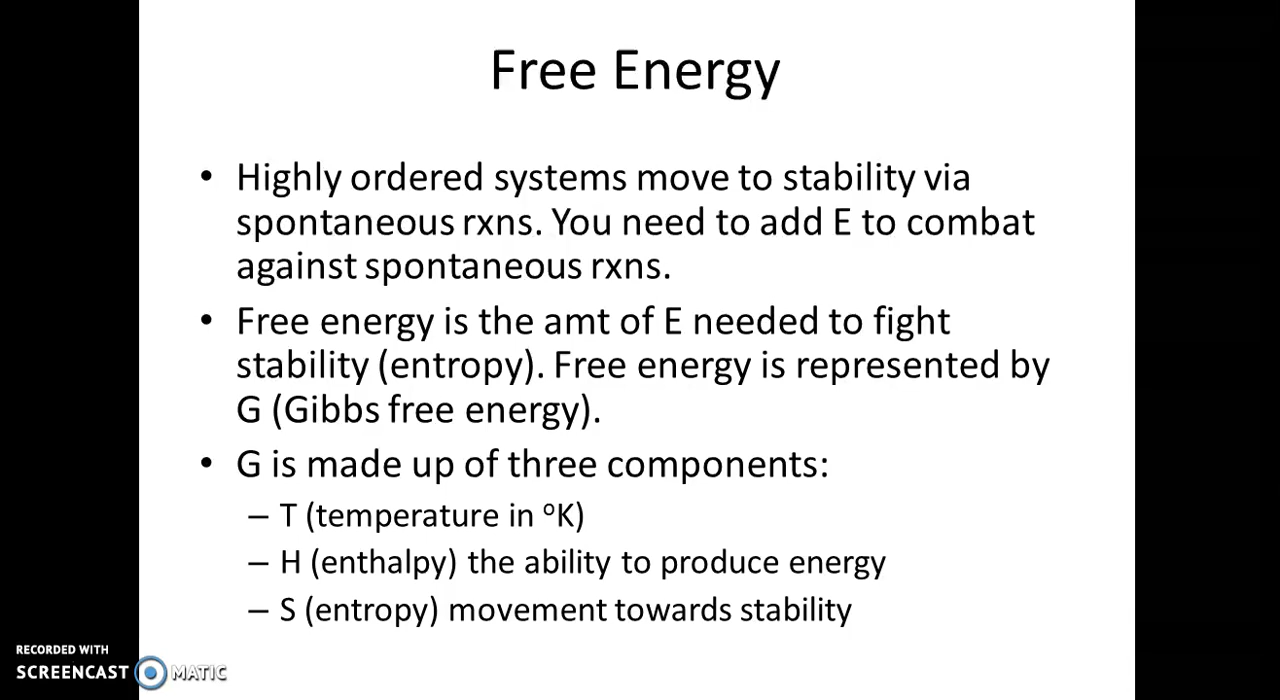 Free Energy
• Highly ordered systems move to stability via
spontaneous rxns. You need to add E to combat
against spontaneous rxns.
• Free energy is the amt of E needed to fight
stability (entropy). Free energy is represented by
G (Gibbs free energy).
• G is made up of three components:
– T (temperature in °K)
– H (enthalpy) the ability to produce energy
– S (entropy) movement towards stability
RECORDED WITH
SCREENCAST MATIC